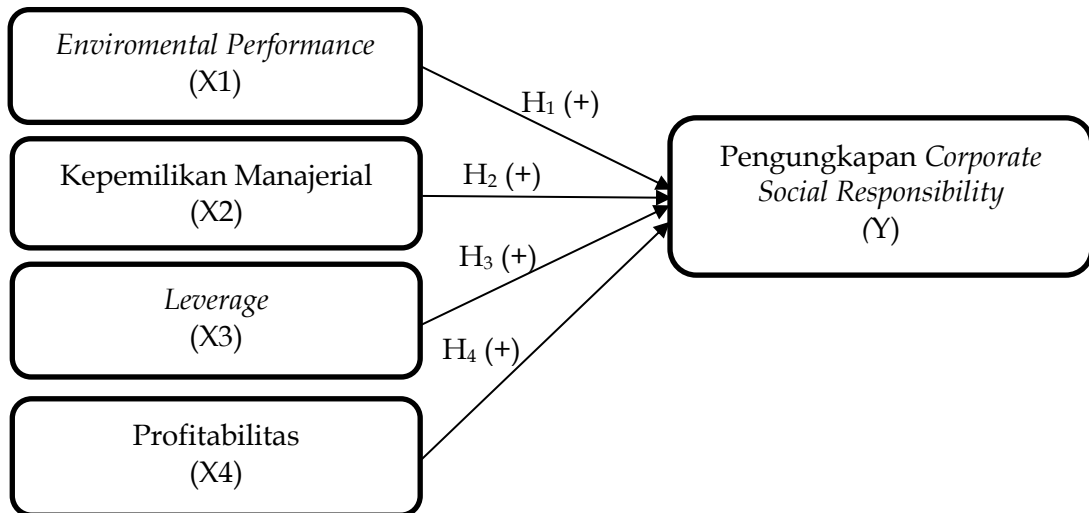 Enviromental Performance
(X1)
H₁ (+)
Kepemilikan Manajerial
(X2)
H₂ (+)
Pengungkapan Corporate
Social Responsibility
(Y)
Leverage
(X3)
H₃ (+)
H₄ (+)
Profitabilitas
(X4)